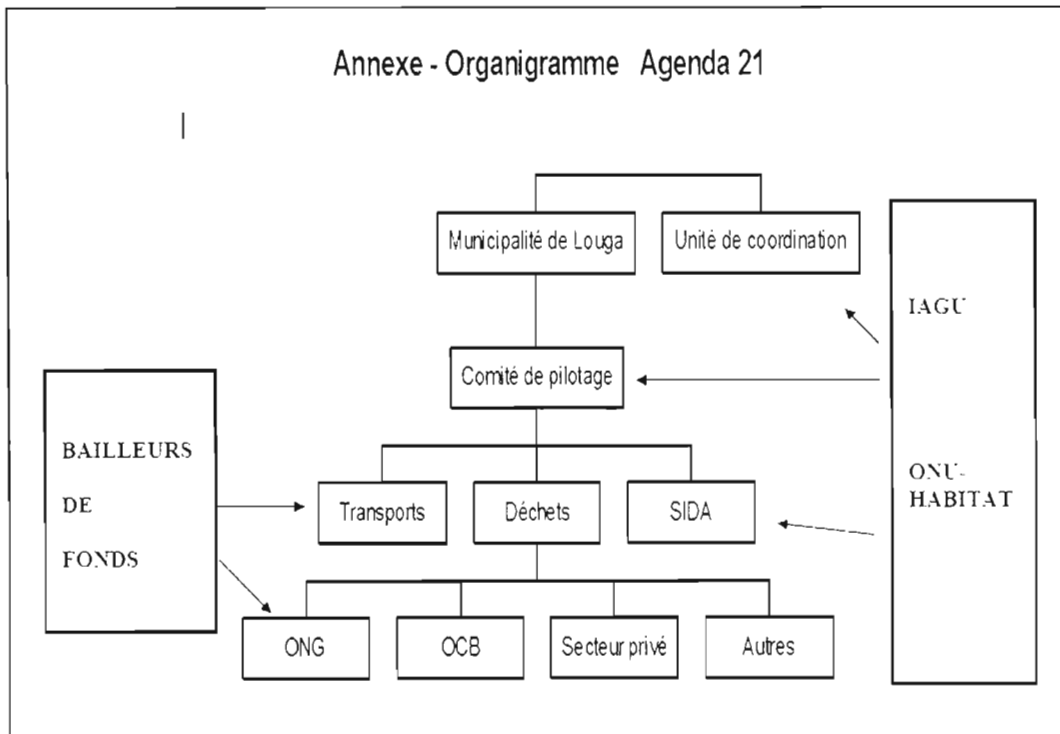 Annexe - Organigramme Agenda 21
Municipalité de Louga
Unité de coordination
IAGU
Comité de pilotage
BAILLEURS
DE
FONDS
ONU-
HABITAT
Transports
Déchets
SIDA
ONG
OCB
Secteur privé
Autres